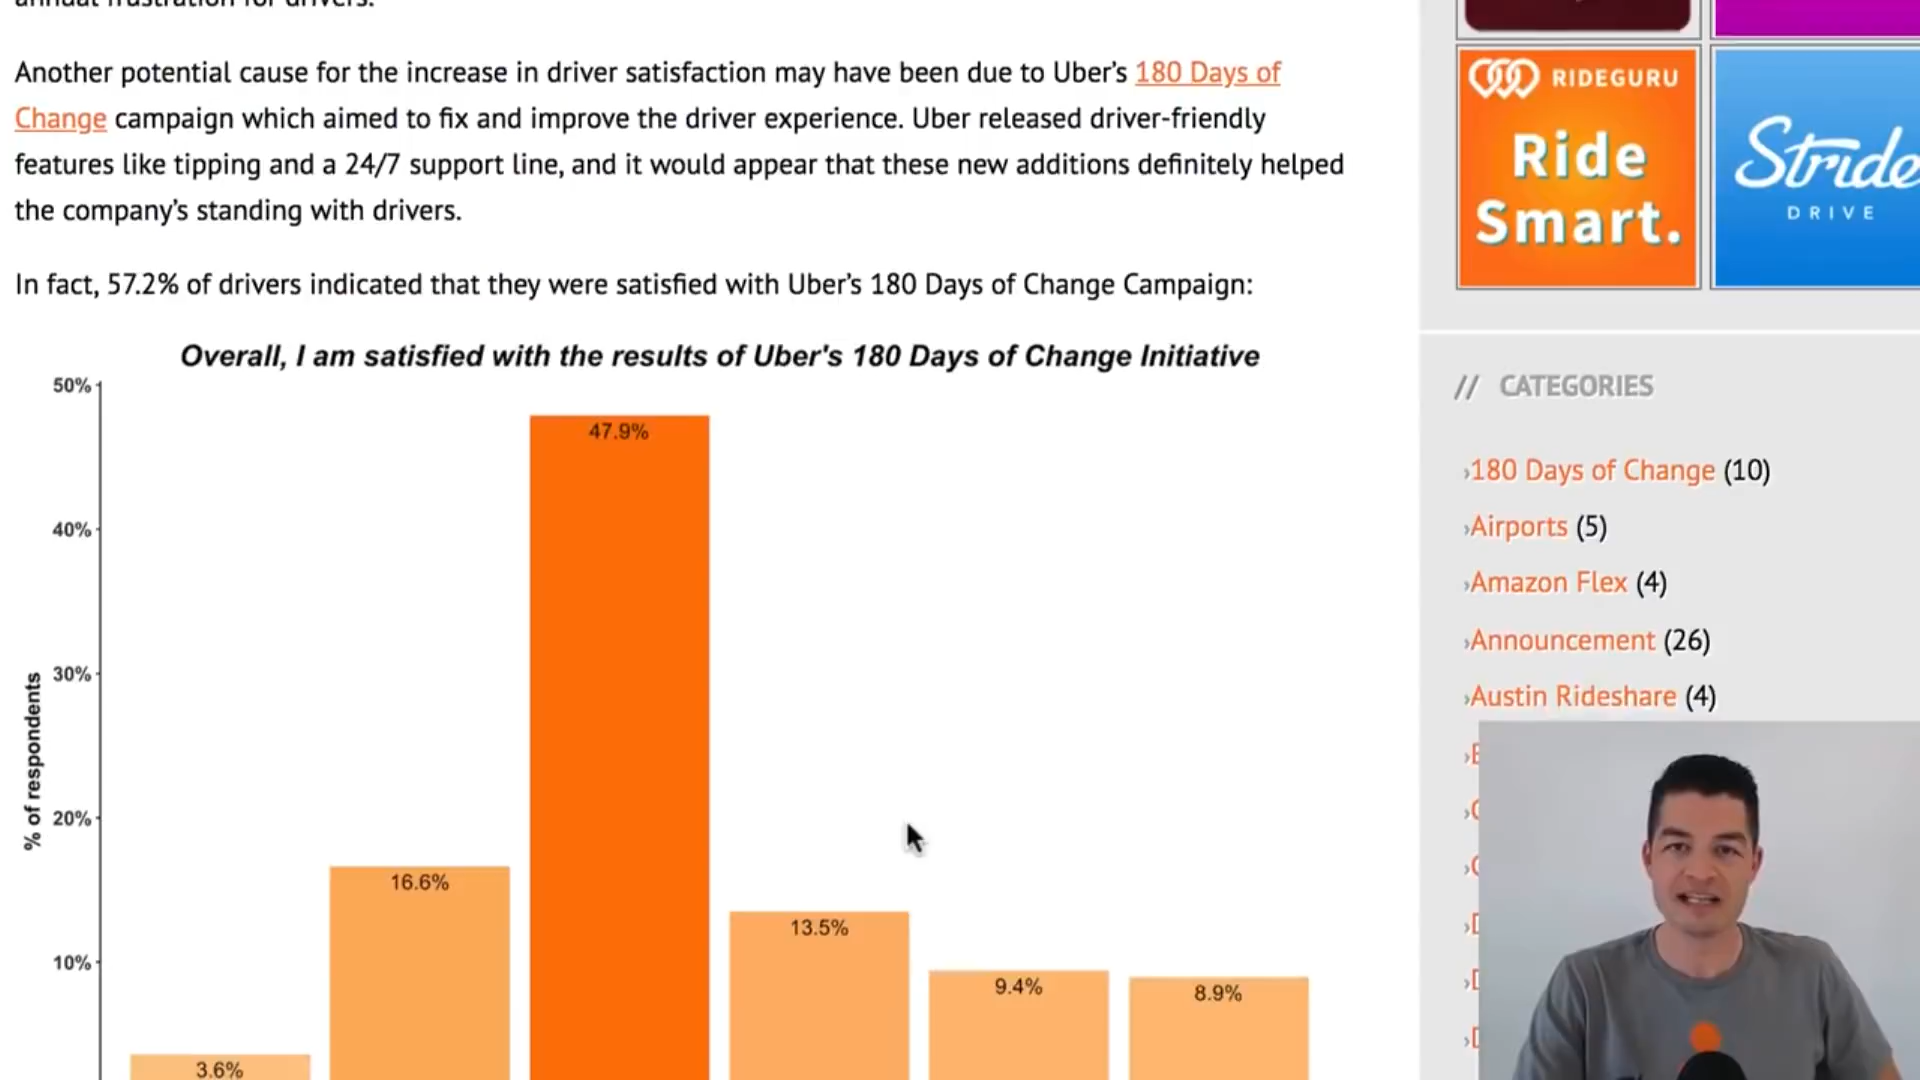 annual frustration for drivers.
Another potential cause for the increase in driver satisfaction may have been due to Uber’s 180 Days of
Change campaign which aimed to fix and improve the driver experience. Uber released driver-friendly
features like tipping and a 24/7 support line, and it would appear that these new additions definitely helped
the company’s standing with drivers.
In fact, 57.2% of drivers indicated that they were satisfied with Uber’s 180 Days of Change Campaign:
Overall, I am satisfied with the results of Uber's 180 Days of Change Initiative
50%
40%
30%
20%
10%
% of respondents
3.6%
16.6%
47.9%
13.5%
9.4%
8.9%
RIDEGURU
Ride
Smart.
Stride
DRIVE
// CATEGORIES
›180 Days of Change (10)
›Airports (5)
›Amazon Flex (4)
›Announcement (26)
›Austin Rideshare (4)